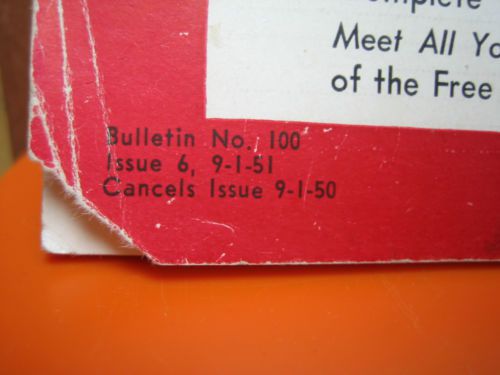 Meet All Yo
of the Free
Bulletin No. 100
Issue 6, 9-1-51
Cancels Issue 9-1-50